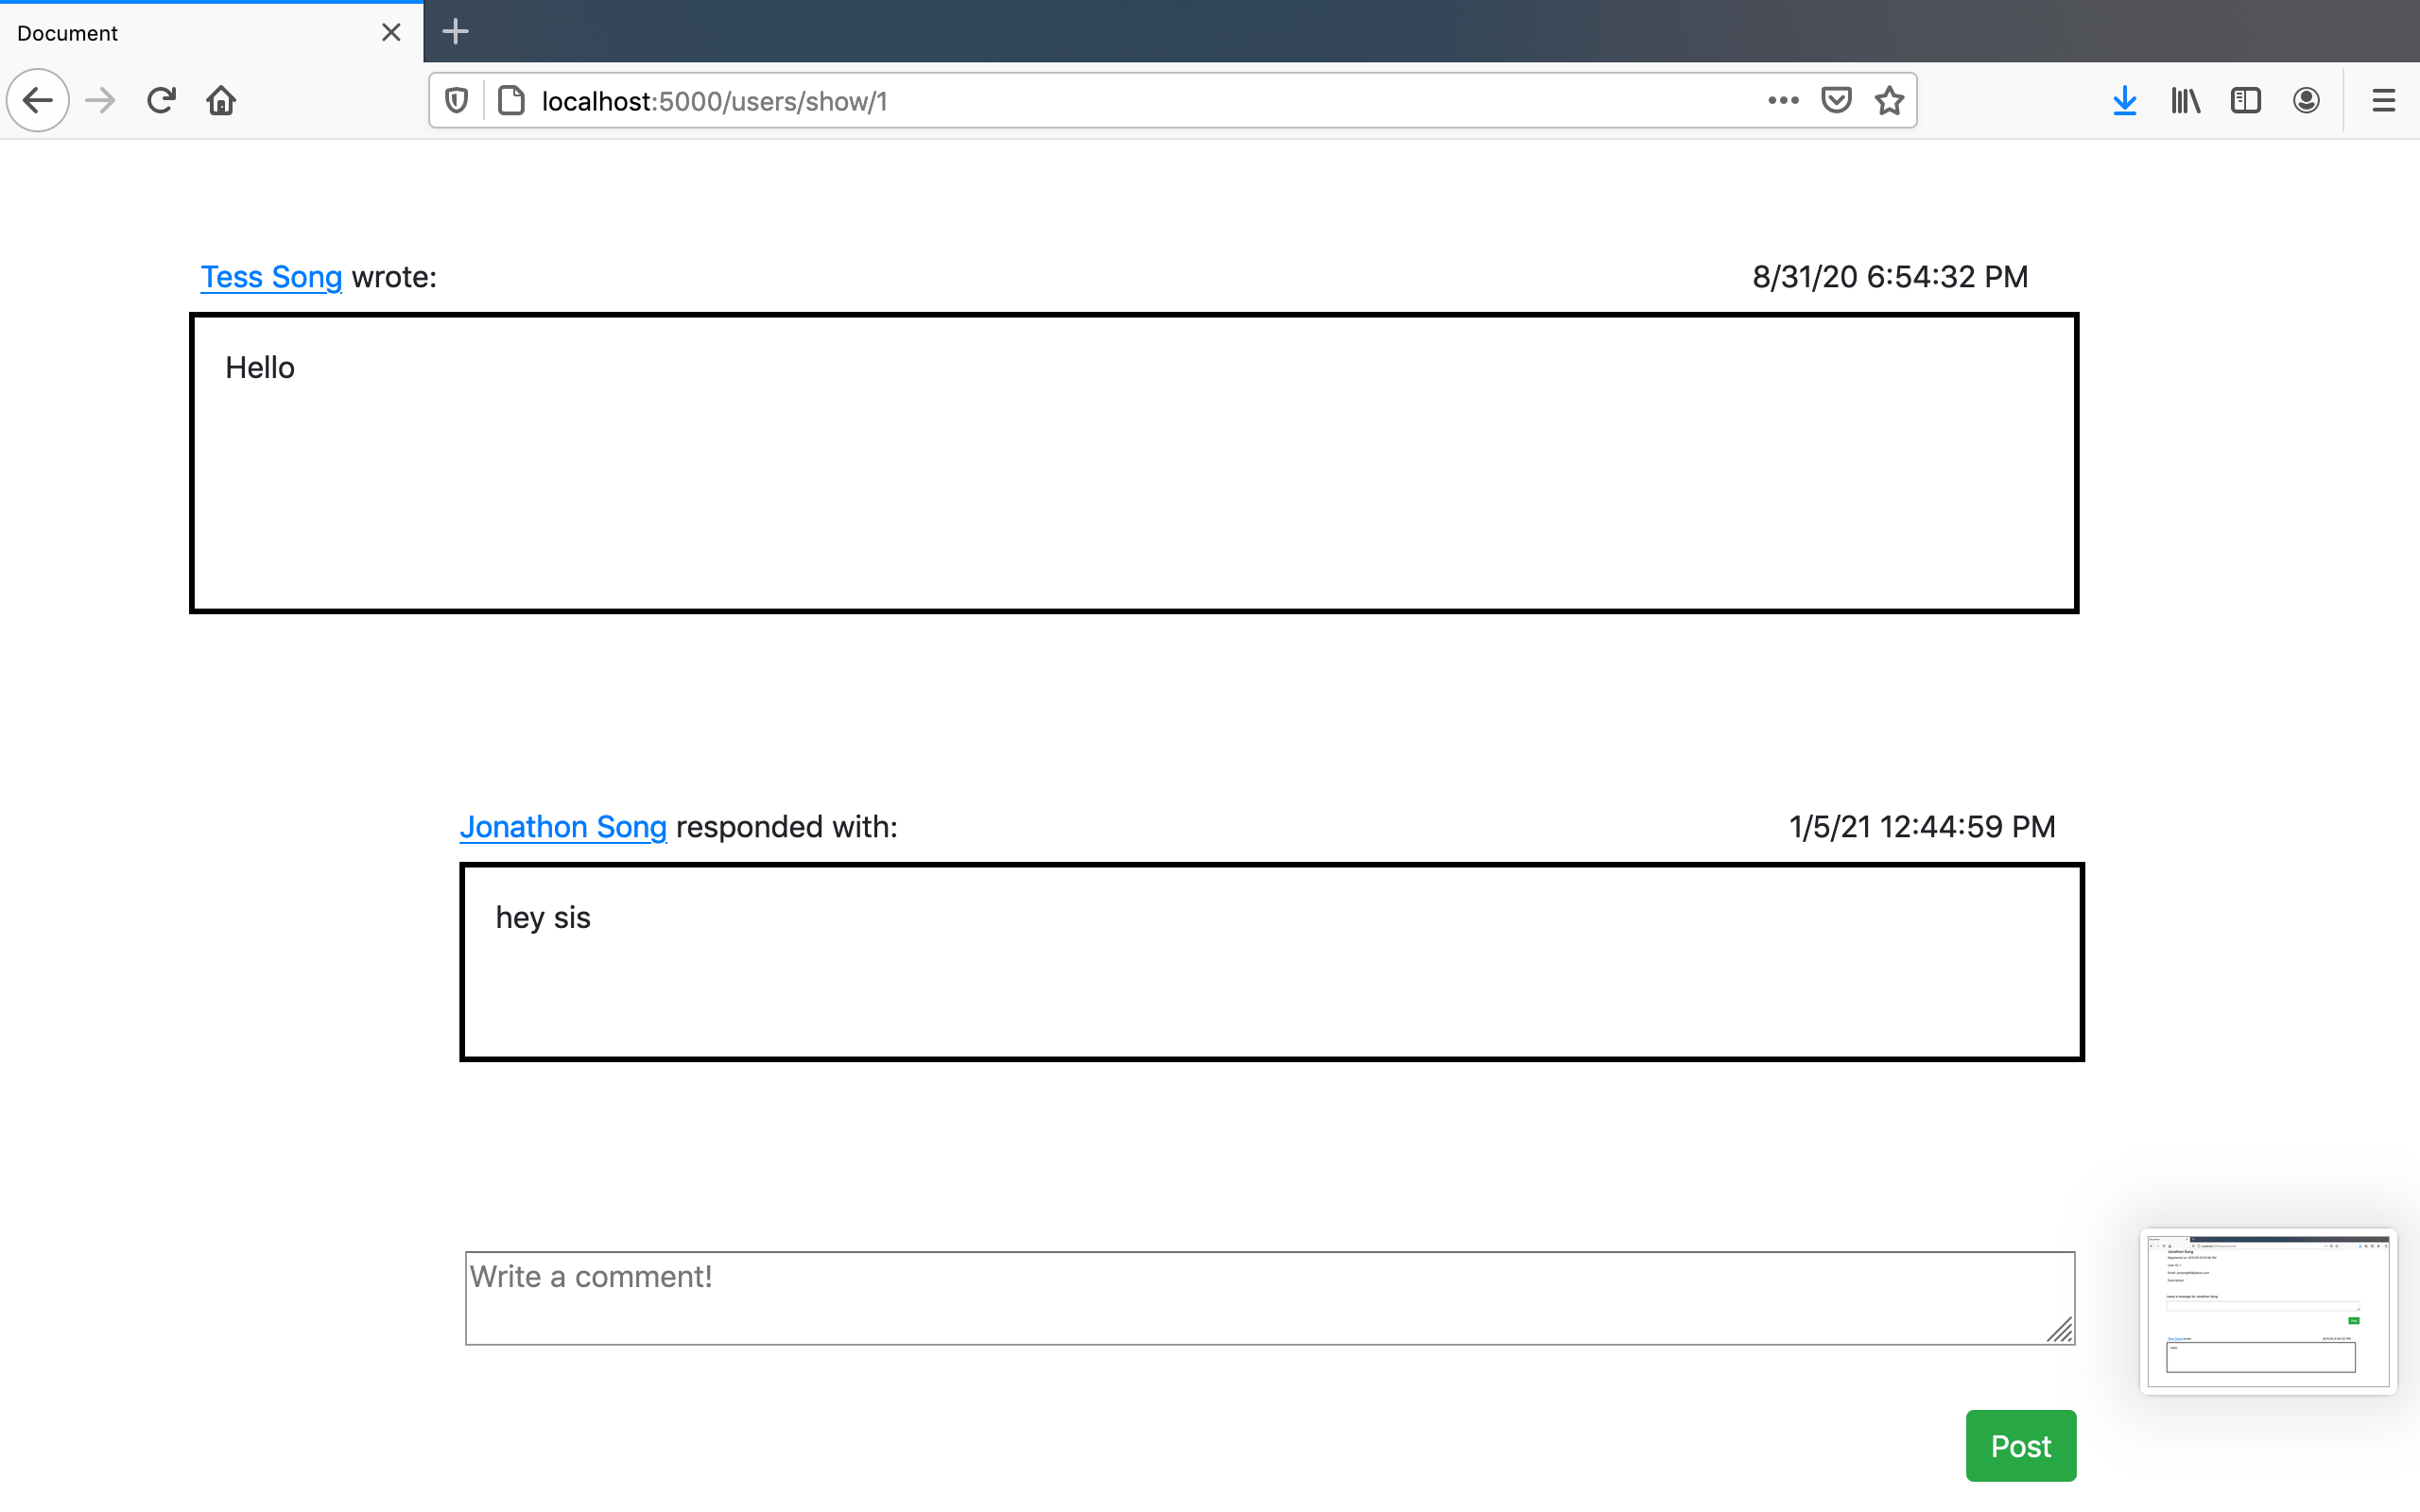 Document
localhost:5000/users/show/1
Tess Song wrote: 8/31/20 6:54:32 PM
Hello
Jonathon Song responded with: 1/5/21 12:44:59 PM
hey sis
Write a comment!
Post